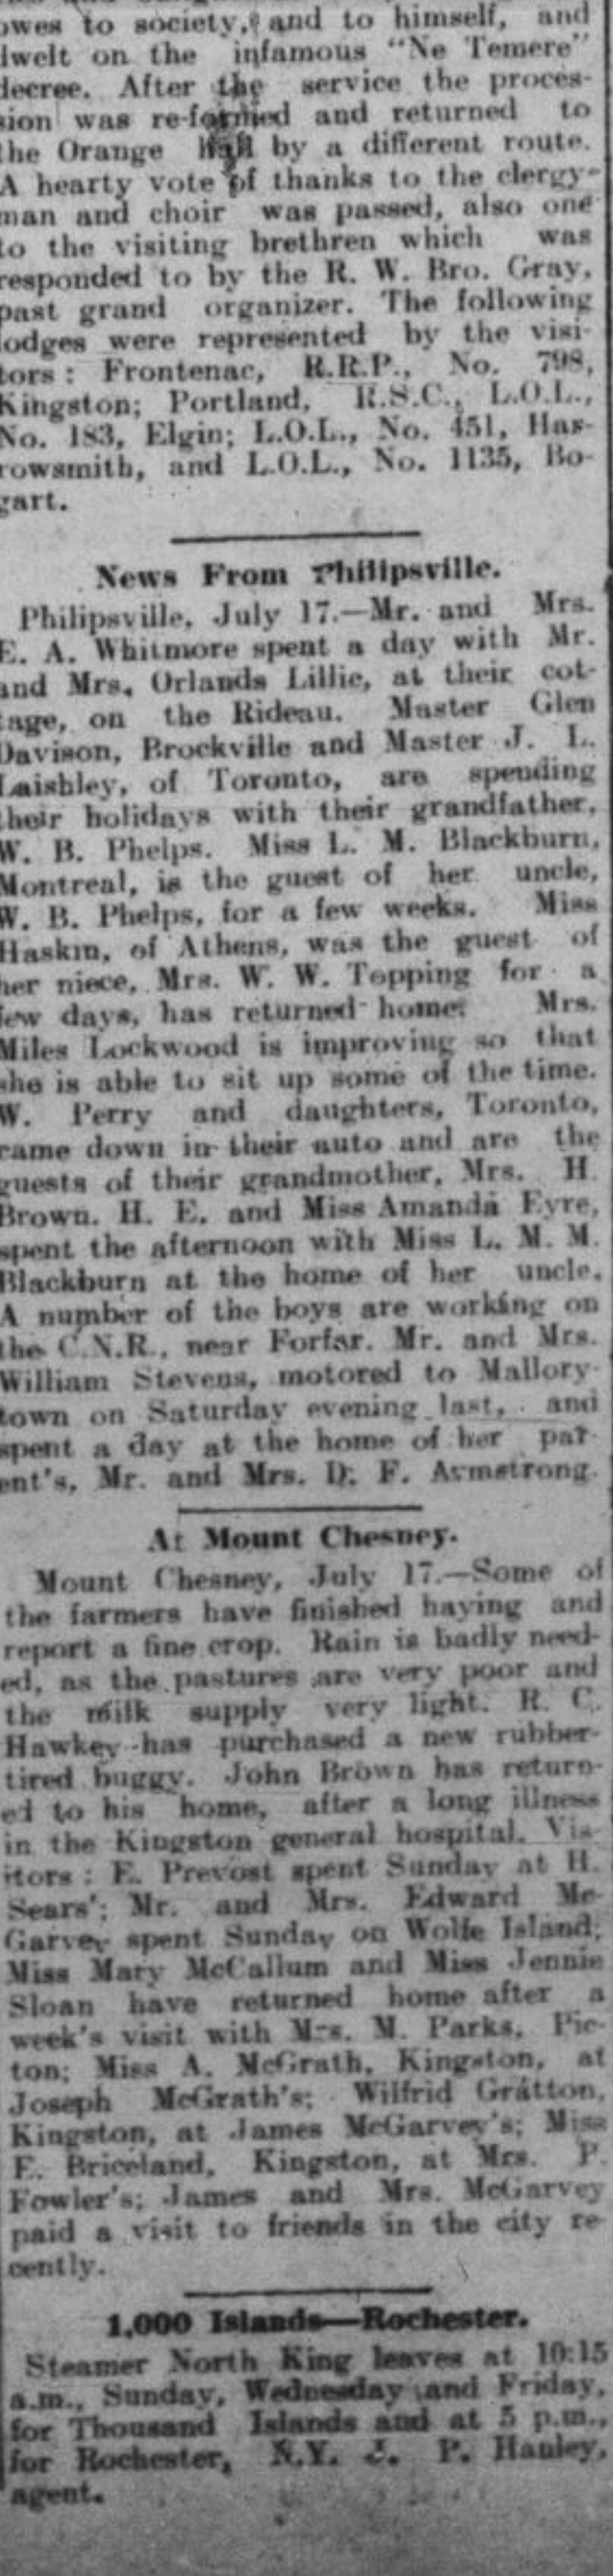 owes to society, and to himself, and
dwelt on the infamous "Ne Temere"
decree. After the service the proces-
sion was re-formed and returned to
the Orange Hall by a different route.
A hearty vote of thanks to the clergy-
man and choir was passed, also one
to the visiting brethren which was
responded to by the R. W. Bro. Gray,
past grand organizer. The following
lodges were represented by the visi-
tors : Frontenac, R.R.P., No. 798,
Kingston; Portland, R.S.C., L.O.L.,
No. 183, Elgin; L.O.L., No. 451, Har-
rowsmith, and L.O.L., No. 1135, Bo-
gart.
News From Philipsville.
Philipsville, July 17.—Mr. and Mrs.
E. A. Whitmore spent a day with Mr.
and Mrs. Orlands Lillie, at their cot-
tage, on the Rideau. Master Glen
Davison, Brockville and Master J. L.
Laishley, of Toronto, are spending
their holidays with their grandfather,
W. B. Phelps. Miss L. M. Blackburn,
Montreal, is the guest of her uncle,
W. B. Phelps, for a few weeks. Miss
Haskin, of Athens, was the guest of
her niece, Mrs. W. W. Topping for a
few days, has returned home. Mrs.
Miles Lockwood is improving so that
she is able to sit up some of the time.
W. Perry and daughters, Toronto,
came down in their auto and are the
guests of their grandmother, Mrs. H.
Brown. H. E. and Miss Amanda Eyre,
spent the afternoon with Miss L. M. M.
Blackburn at the home of her uncle.
A number of the boys are working on
the C.N.R., near Forfar. Mr. and Mrs.
William Stevens, motored to Mallory-
town on Saturday evening last, and
spent a day at the home of her par-
ent's, Mr. and Mrs. D. F. Armstrong.
At Mount Chesney.
Mount Chesney, July 17.—Some of
the farmers have finished haying and
report a fine crop. Rain is badly need-
ed, as the pastures are very poor and
the milk supply very light. R. C.
Hawkey has purchased a new rubber-
tired buggy. John Brown has return-
ed to his home, after a long illness
in the Kingston general hospital. Vis-
itors : E. Prevost spent Sunday at H.
Sears'; Mr. and Mrs. Edward Mc-
Garvey spent Sunday on Wolfe Island;
Miss Mary McCallum and Miss Jennie
Sloan have returned home after a
week's visit with Mrs. M. Parks, Pic-
ton; Miss A. McGrath, Kingston, at
Joseph McGrath's; Wilfrid Gratton,
Kingston, at James McGarvey's; Miss
E. Briceland, Kingston, at Mrs. P.
Fowler's; James and Mrs. McGarvey
paid a visit to friends in the city re-
cently.
1,000 Islands—Rochester.
Steamer North King leaves at 10:15
a.m., Sunday, Wednesday and Friday,
for Thousand Islands and at 5 p.m.,
for Rochester, N.Y. J. P. Hanley,
agent.